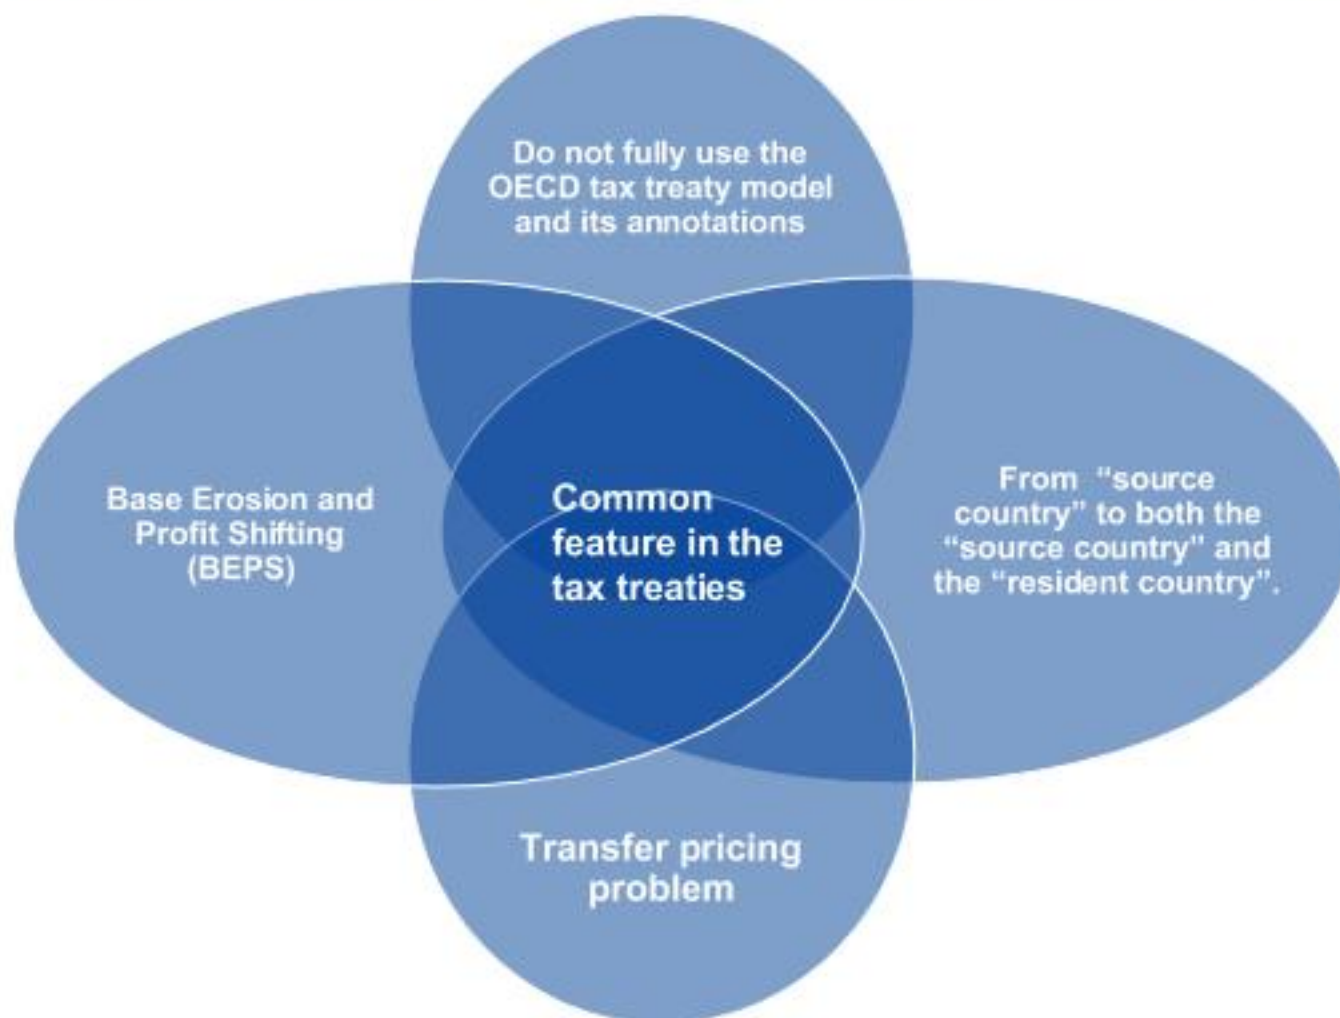 Do not fully use the
OECD tax treaty model
and its annotations
Base Erosion and
Profit Shifting
(BEPS)
Common
feature in the
tax treaties
From “source
country” to both the
“source country” and
the “resident country”.
Transfer pricing
problem